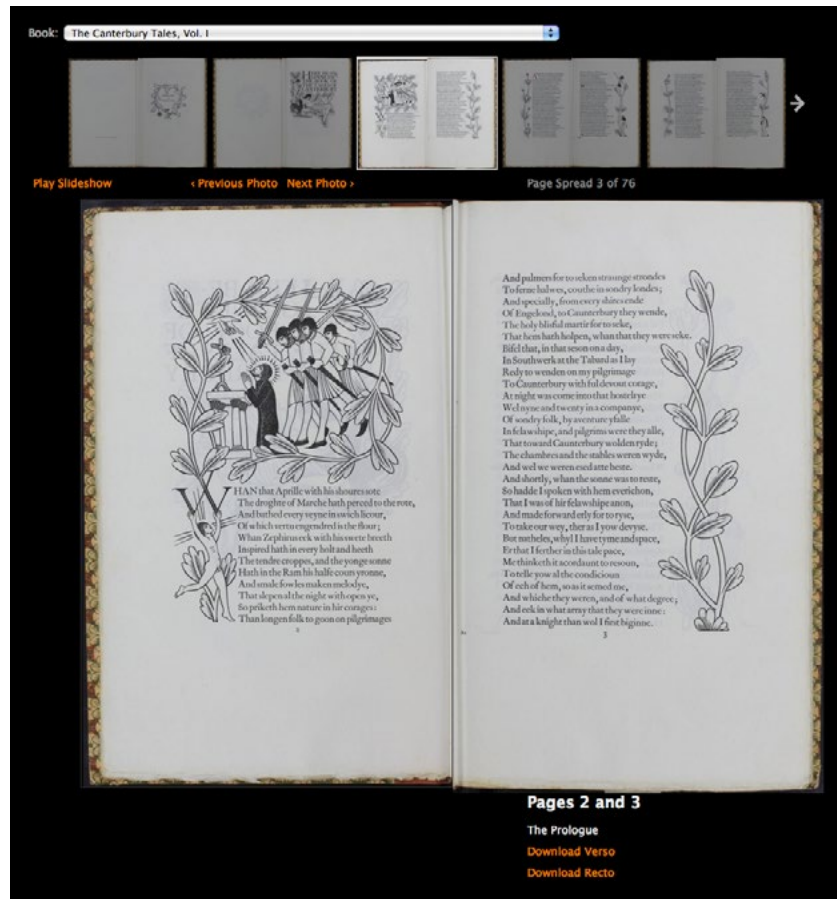 Book: The Canterbury Tales, Vol. I
Play Slideshow
‹ Previous Photo Next Photo ›
Page Spread 3 of 76
WHAN that Aprille with his shoures sote
The droghte of Marche hath perced to the rote,
And bathed every veyne in swich licour,
Of which vertu engendred is the flour;
Whan Zephirus eek with his swete breeth
Inspired hath in every holt and heeth
The tendre croppes, and the yonge sonne
Hath in the Ram his halfe cours yronne,
And smale fowles maken melodye,
That slepen al the night with open ye,
So priketh hem nature in hir corages:
Than longen folk to goon on pilgrimages
2
And palmers for to seken straunge strondes
To ferne halwes, couthe in sondry londes;
And specially, from every shires ende
Of Engelond, to Caunterbury they wende,
The holy blisful martir for to seke,
That hem hath holpen, whan that they were seke.
Bifel that, in that seson on a day,
In Southwerk at the Tabard as I lay
Redy to wenden on my pilgrimage
To Caunterbury with ful devout corage,
At night was come into that hostelrye
Wel nyne and twenty in a companye,
Of sondry folk, by aventure yfalle
In felawshipe, and pilgrims were they alle,
That toward Caunterbury wolden ryde;
The chambres and the stables weren wyde,
And wel we weren esed atte beste.
And shortly, whan the sonne was to reste,
So hadde I spoken with hem everichon,
That I was of hir felawshipe anon,
And made forward erly for to ryse,
To take our wey, ther as I yow devyse.
But natheles, whyl I have tyme and space,
Er that I ferther in this tale pace,
Me thinketh it acordaunt to resoun,
To telle yow al the condicioun
Of ech of hem, so as it semed me,
And whiche they weren, and of what degree;
And eek in what array that they were inne:
And at a knight than wol I first biginne.
3
Pages 2 and 3
The Prologue
Download Verso
Download Recto